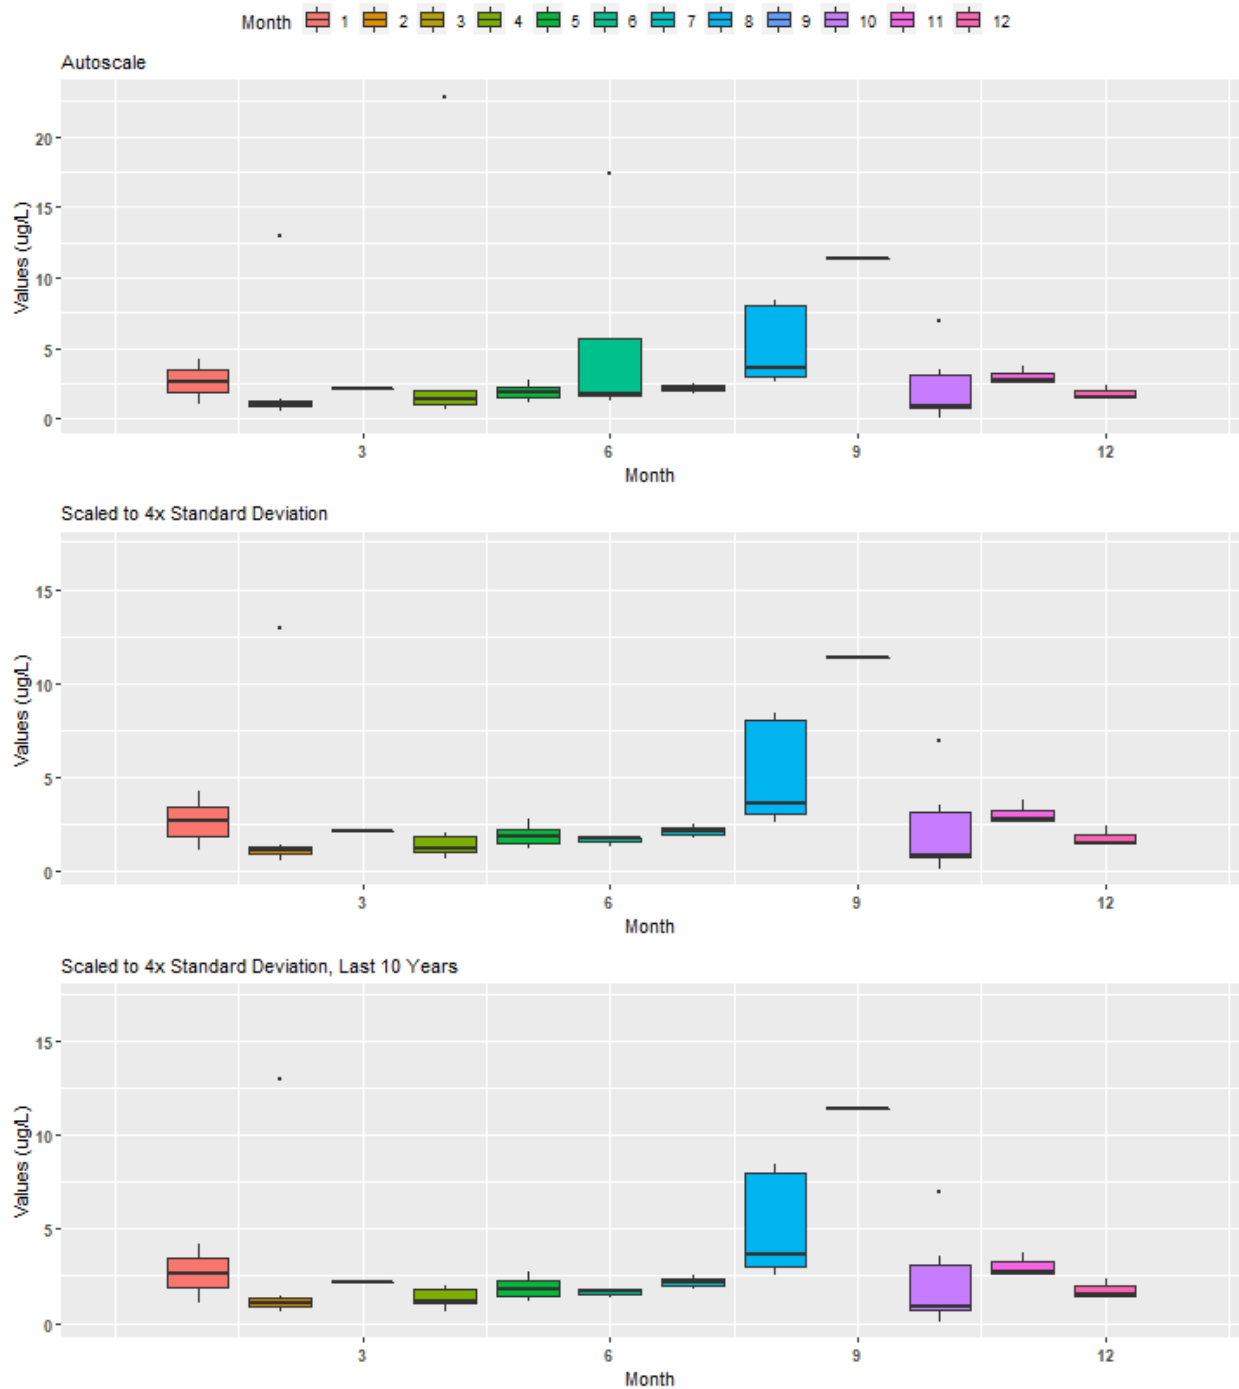 Month 1 2 3 4 5 6 7 8 9 10 11 12
Autoscale
Values (ug/L)
20
15
10
5
0
3 6 9 12
Month
Scaled to 4x Standard Deviation
Values (ug/L)
15
10
5
0
3 6 9 12
Month
Scaled to 4x Standard Deviation, Last 10 Years
Values (ug/L)
15
10
5
0
3 6 9 12
Month